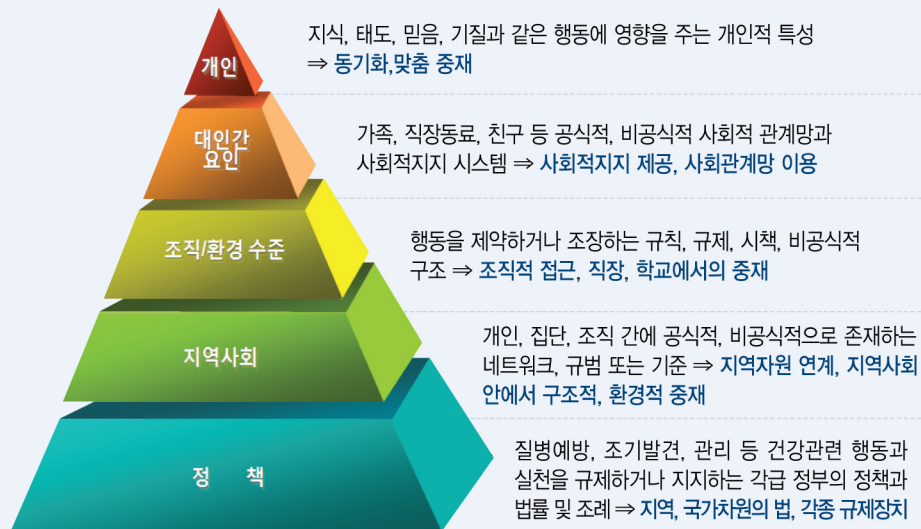 개인
지식, 태도, 믿음, 기질과 같은 행동에 영향을 주는 개인적 특성
⇒ 동기화,맞춤 중재
대인간
요인
가족, 직장동료, 친구 등 공식적, 비공식적 사회적 관계망과
사회적지지 시스템 ⇒ 사회적지지 제공, 사회관계망 이용
조직/환경 수준
행동을 제약하거나 조장하는 규칙, 규제, 시책, 비공식적
구조 ⇒ 조직적 접근, 직장, 학교에서의 중재
지역사회
개인, 집단, 조직 간에 공식적, 비공식적으로 존재하는
네트워크, 규범 또는 기준 ⇒ 지역자원 연계, 지역사회
안에서 구조적, 환경적 중재
정 책
질병예방, 조기발견, 관리 등 건강관련 행동과
실천을 규제하거나 지지하는 각급 정부의 정책과
법률 및 조례 ⇒ 지역, 국가차원의 법, 각종 규제장치